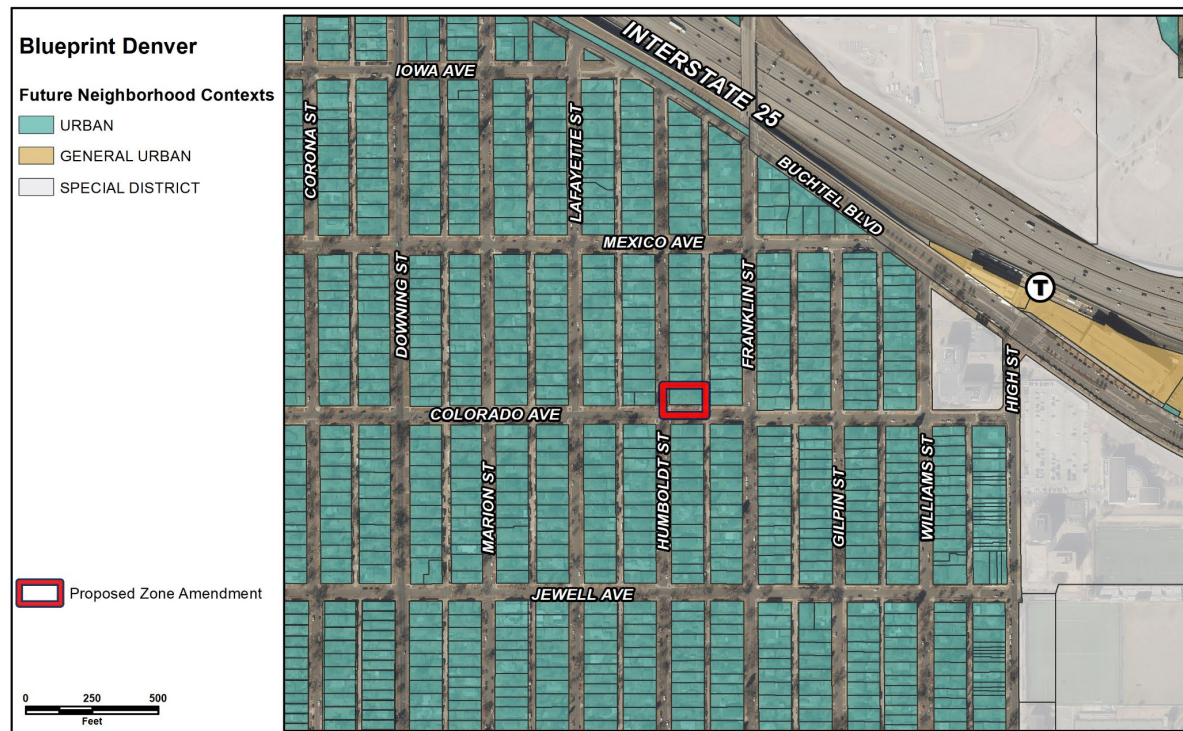 Blueprint Denver
Future Neighborhood Contexts
URBAN
GENERAL URBAN
SPECIAL DISTRICT
Proposed Zone Amendment
0 250 500
Feet
INTERSTATE 25
IOWA AVE
CORONA ST
LAFAYETTE ST
BUCHTEL BLVD
MEXICO AVE
DOWNING ST
FRANKLIN ST
T
HIGH ST
COLORADO AVE
MARION ST
HUMBOLDT ST
GILPIN ST
WILLIAMS ST
JEWELL AVE